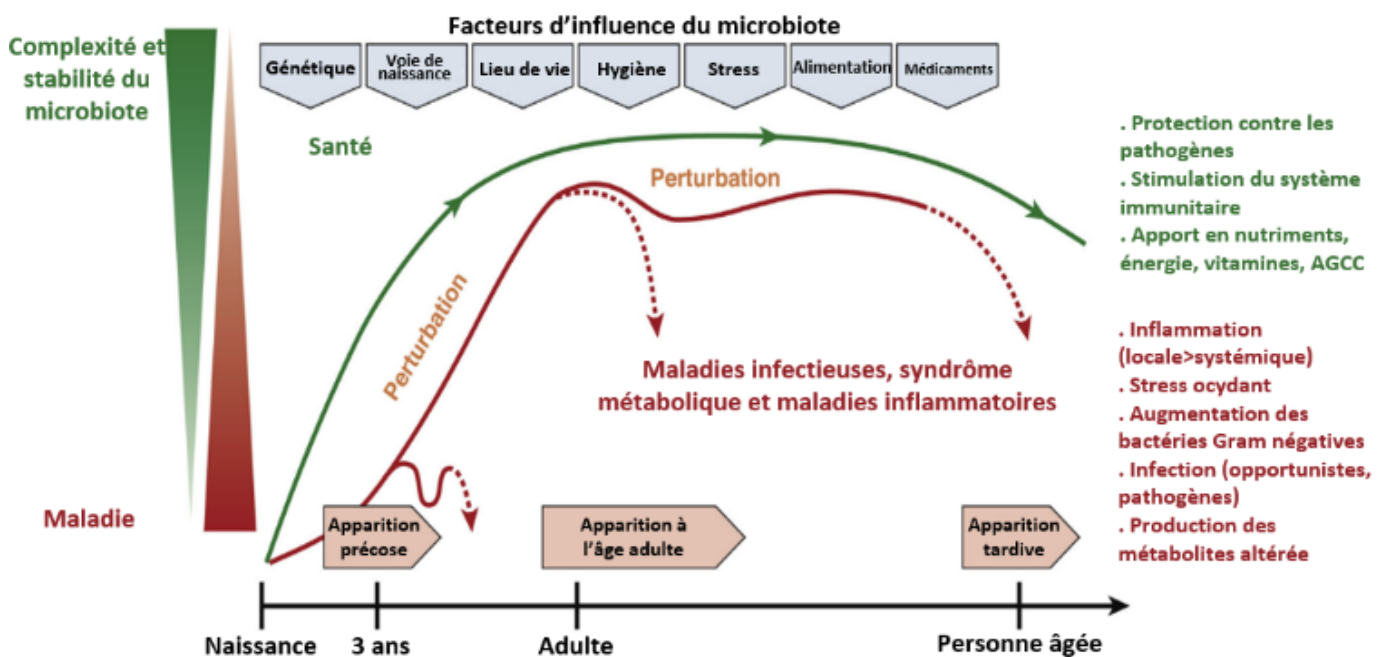 Facteurs d'influence du microbiote
Complexité et
stabilité du
microbiote
Génétique
Voie de
naissance
Lieu de vie
Hygiène
Stress
Alimentation
Médicaments
Santé
Perturbation
Perturbation
. Protection contre les
pathogènes
. Stimulation du système
immunitaire
. Apport en nutriments,
énergie, vitamines, AGCC
Maladies infectieuses, syndrôme
métabolique et maladies inflammatoires
. Inflammation
(locale>systémique)
. Stress ocydant
. Augmentation des
bactéries Gram négatives
. Infection (opportunistes,
pathogènes)
. Production des
métabolites altérée
Maladie
Apparition
précose
Apparition à
l'âge adulte
Apparition
tardive
Naissance
3 ans
Adulte
Personne âgée